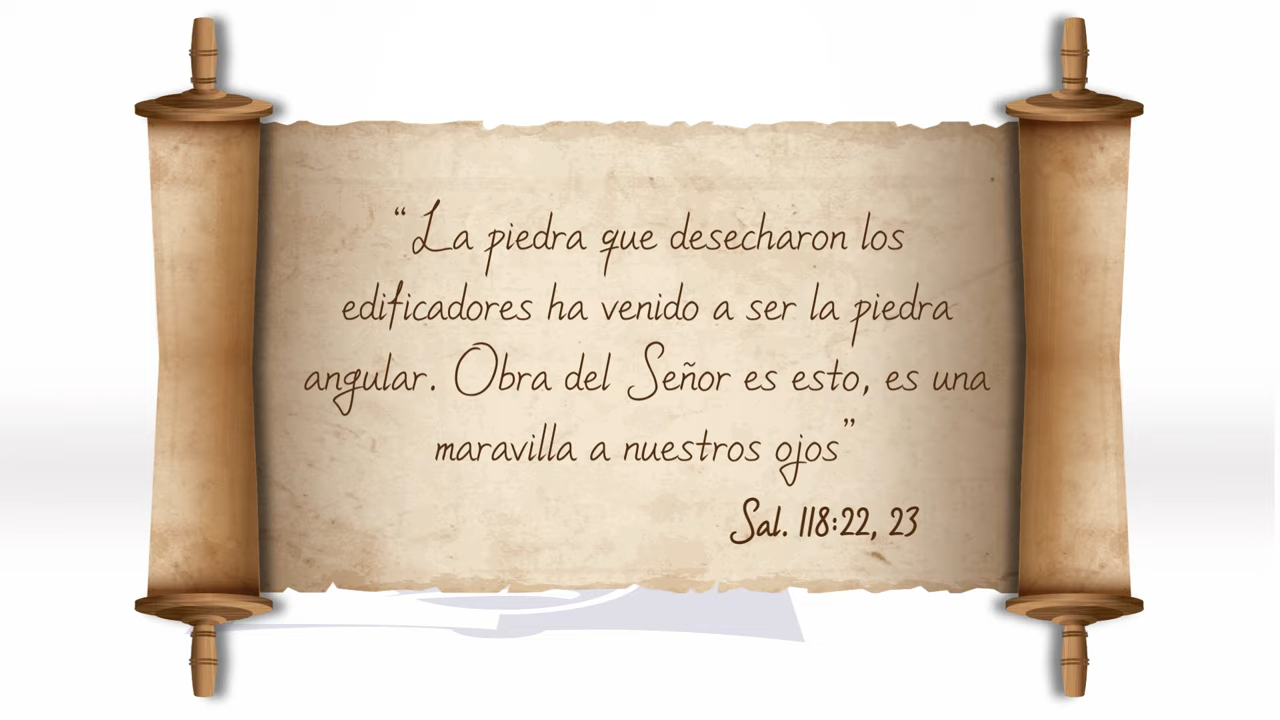 “La piedra que desecharon los
edificadores ha venido a ser la piedra
angular. Obra del Señor es esto, es una
maravilla a nuestros ojos”
Sal. 118:22, 23